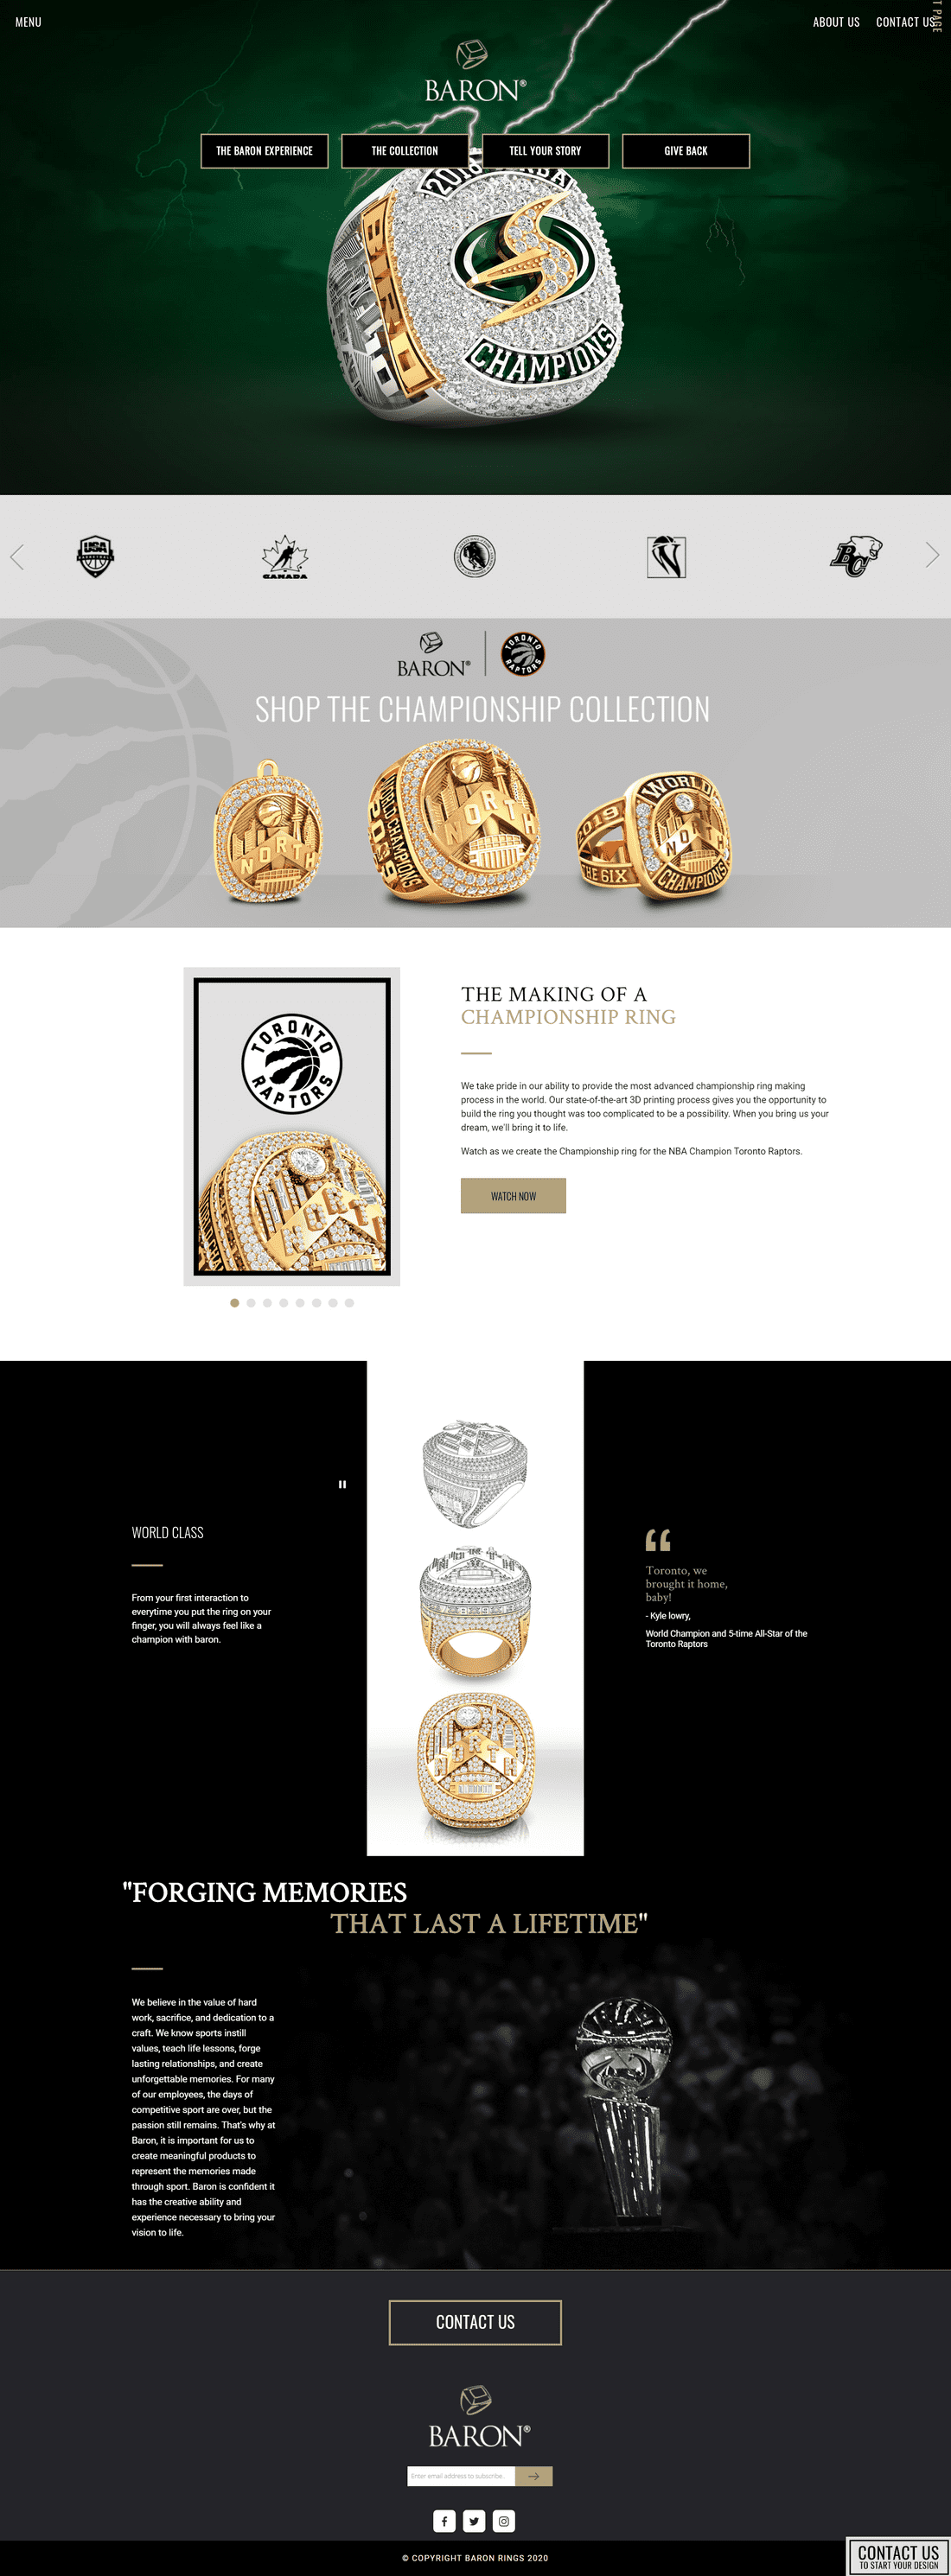 MENU
ABOUT US
CONTACT US
BARON®
THE BARON EXPERIENCE
THE COLLECTION
TELL YOUR STORY
GIVE BACK
CHAMPIONS
USA
CANADA
BC
BARON®
TORONTO
RAPTORS
SHOP THE CHAMPIONSHIP COLLECTION
NORTH
WORLD CHAMPIONS
2019
NORTH
2019
THE SIX
WORLD
NORTH
CHAMPIONS
TORONTO
RAPTORS
NORTH
THE MAKING OF A
CHAMPIONSHIP RING
We take pride in our ability to provide the most advanced championship ring making
process in the world. Our state-of-the-art 3D printing process gives you the opportunity to
build the ring you thought was too complicated to be a possibility. When you bring us your
dream, we'll bring it to life.
Watch as we create the Championship ring for the NBA Champion Toronto Raptors.
WATCH NOW
WORLD CLASS
From your first interaction to
everytime you put the ring on your
finger, you will always feel like a
champion with baron.
“
Toronto, we
brought it home,
baby!
- Kyle lowry,
World Champion and 5-time All-Star of the
Toronto Raptors
NORTH
"FORGING MEMORIES
THAT LAST A LIFETIME"
We believe in the value of hard
work, sacrifice, and dedication to a
craft. We know sports instill
values, teach life lessons, forge
lasting relationships, and create
unforgettable memories. For many
of our employees, the days of
competitive sport are over, but the
passion still remains. That's why at
Baron, it is important for us to
create meaningful products to
represent the memories made
through sport. Baron is confident it
has the creative ability and
experience necessary to bring your
vision to life.
CONTACT US
BARON®
Enter email address to subscribe.
© COPYRIGHT BARON RINGS 2020
CONTACT US
TO START YOUR DESIGN